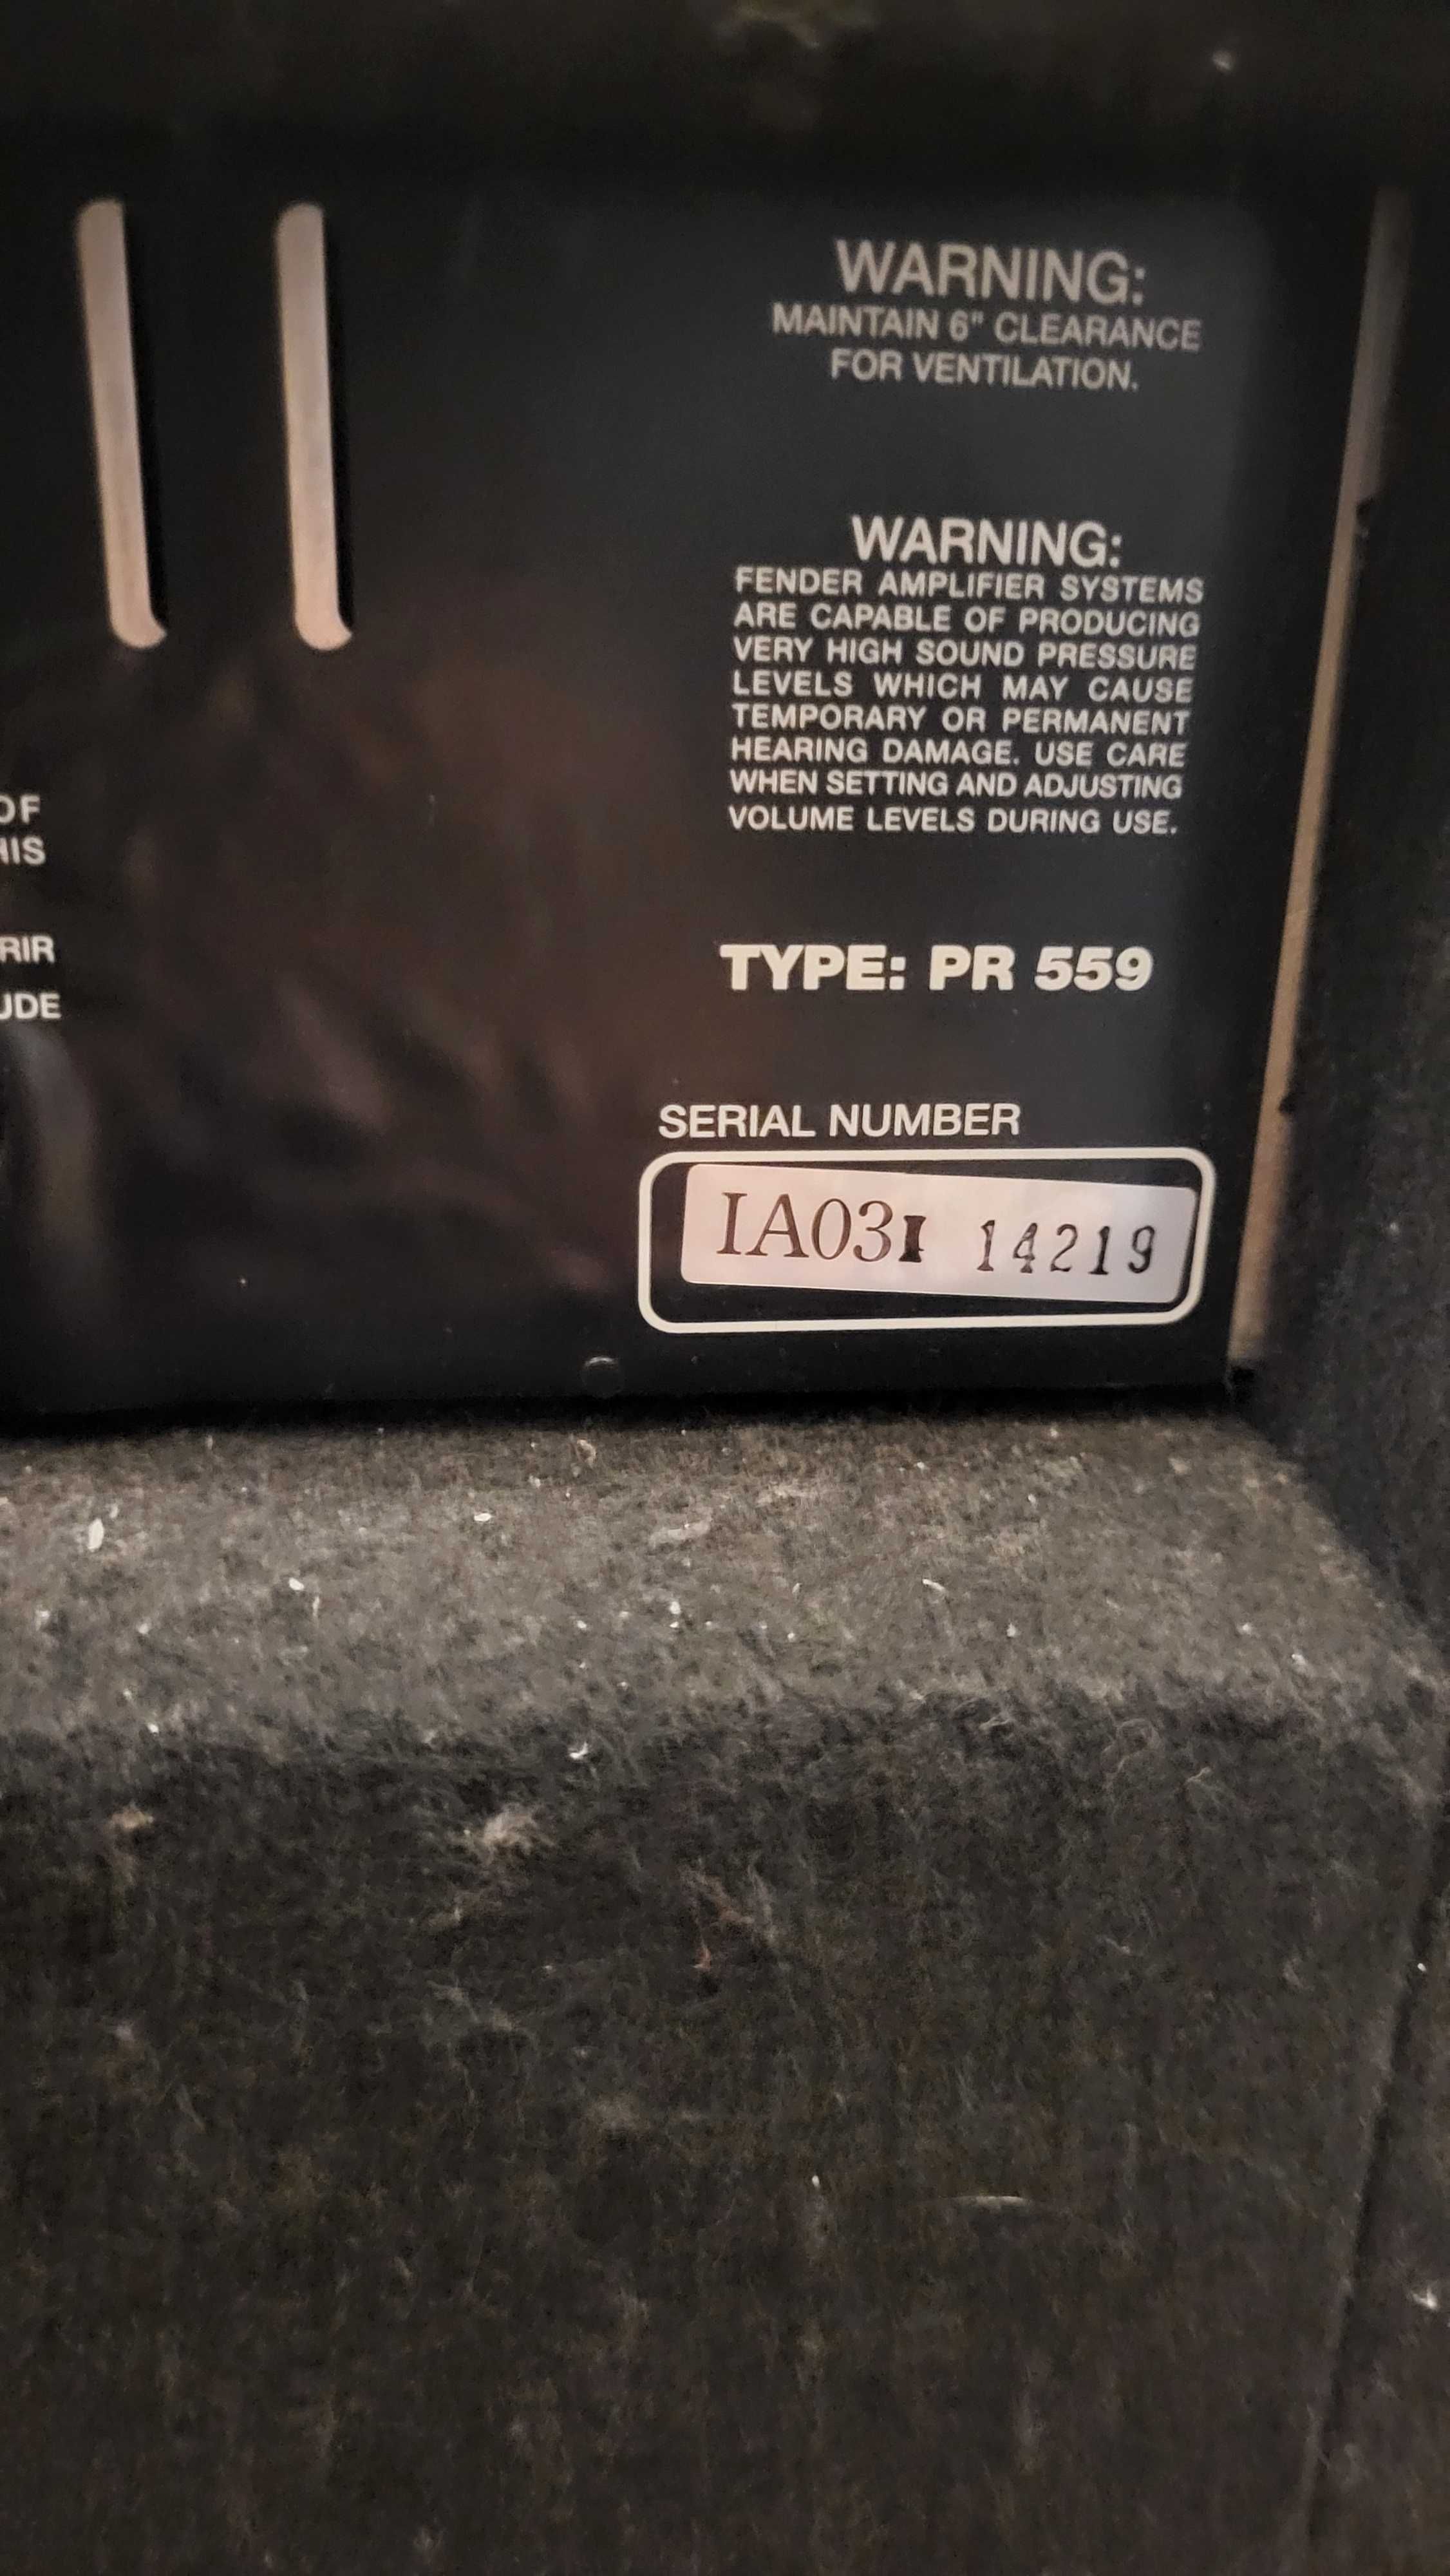 WARNING:
MAINTAIN 6" CLEARANCE
FOR VENTILATION.
WARNING:
FENDER AMPLIFIER SYSTEMS
ARE CAPABLE OF PRODUCING
VERY HIGH SOUND PRESSURE
LEVELS WHICH MAY CAUSE
TEMPORARY OR PERMANENT
HEARING DAMAGE. USE CARE
WHEN SETTING AND ADJUSTING
VOLUME LEVELS DURING USE.
OF
TYPE: PR 559
SERIAL NUMBER
IA03I 14219